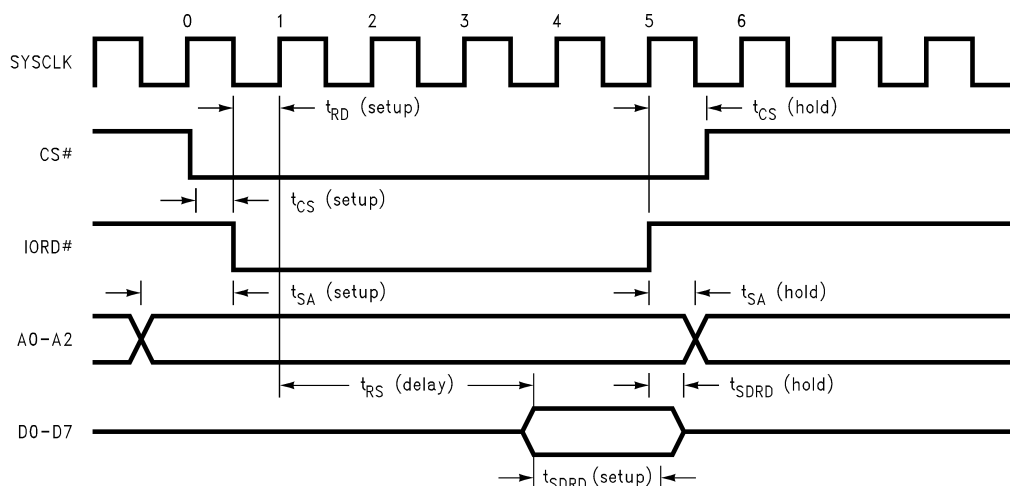 0 1 2 3 4 5 6
SYSCLK
tRD (setup) tCS (hold)
CS#
tCS (setup)
IORD#
tSA (setup) tSA (hold)
A0-A2
tRS (delay) tSDRD (hold)
D0-D7
tSDRD (setup)